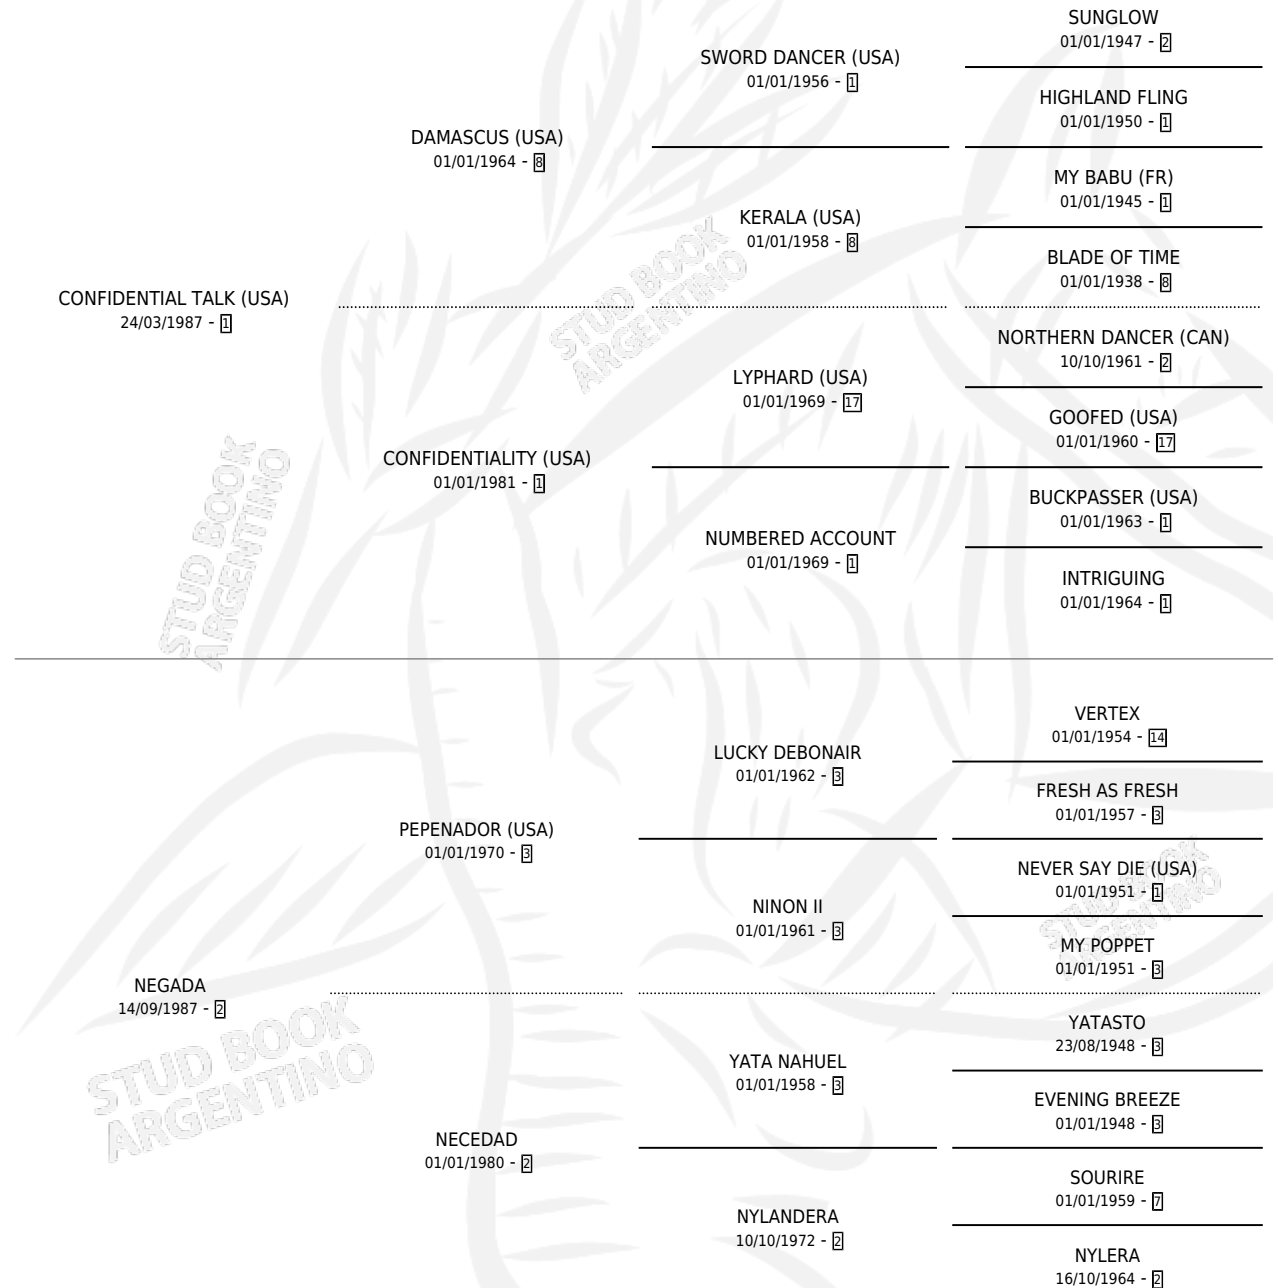 SUNGLOW
01/01/1947 - 2
SWORD DANCER (USA)
01/01/1956 - 1
HIGHLAND FLING
01/01/1950 - 1
DAMASCUS (USA)
01/01/1964 - 8
MY BABU (FR)
01/01/1945 - 1
KERALA (USA)
01/01/1958 - 8
BLADE OF TIME
01/01/1938 - 8
CONFIDENTIAL TALK (USA)
24/03/1987 - 1
NORTHERN DANCER (CAN)
10/10/1961 - 2
LYPHARD (USA)
01/01/1969 - 17
GOOFED (USA)
01/01/1960 - 17
CONFIDENTIALITY (USA)
01/01/1981 - 1
BUCKPASSER (USA)
01/01/1963 - 1
NUMBERED ACCOUNT
01/01/1969 - 1
INTRIGUING
01/01/1964 - 1
VERTEX
01/01/1954 - 14
LUCKY DEBONAIR
01/01/1962 - 3
FRESH AS FRESH
01/01/1957 - 3
PEPENADOR (USA)
01/01/1970 - 3
NEVER SAY DIE (USA)
01/01/1951 - 1
NINON II
01/01/1961 - 3
MY POPPET
01/01/1951 - 3
NEGADA
14/09/1987 - 2
YATASTO
23/08/1948 - 3
YATA NAHUEL
01/01/1958 - 3
EVENING BREEZE
01/01/1948 - 3
NECEDAD
01/01/1980 - 2
SOURIRE
01/01/1959 - 7
NYLANDERA
10/10/1972 - 2
NYLERA
16/10/1964 - 2
STUD BOOK
ARGENTINO
STUD BOOK
ARGENTINO
STUD BOOK
ARGENTINO
STUD BOOK
ARGENTINO